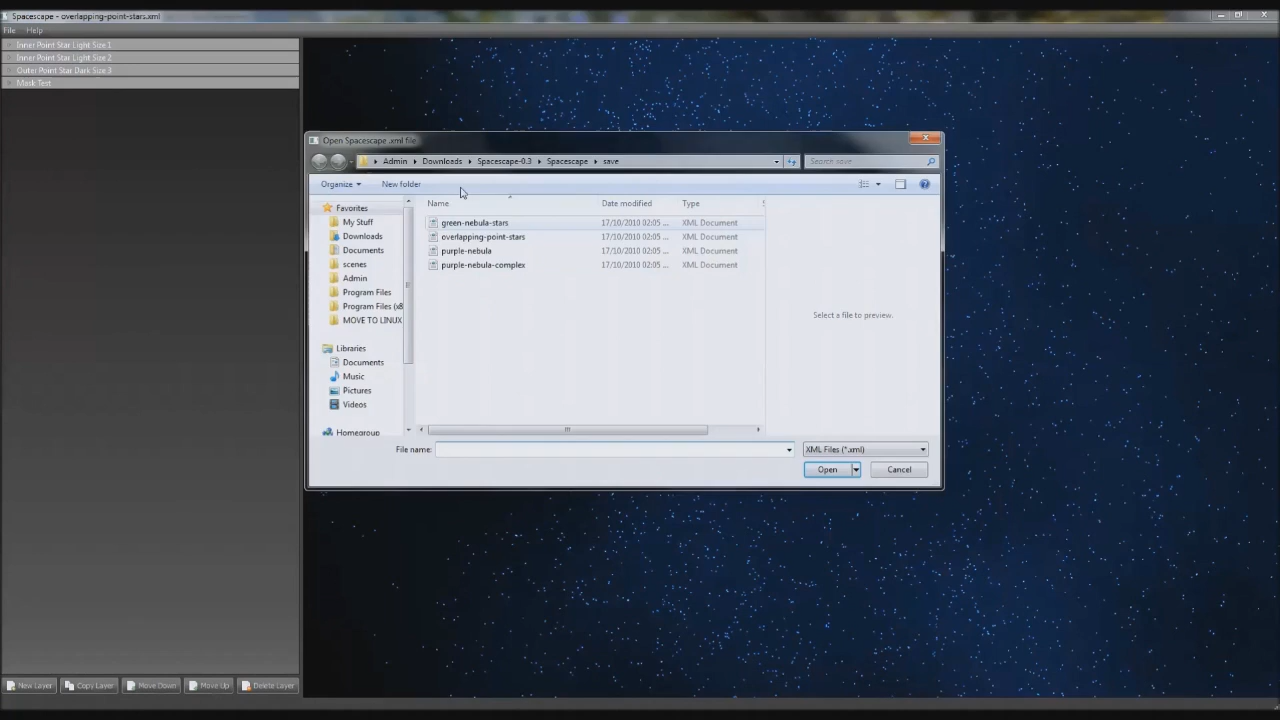 Spacescape - overlapping-point-stars.xml
File Help
Inner Point Star Light Size 1
Inner Point Star Light Size 2
Outer Point Star Dark Size 3
Mask Test
Open Spacescape .xml file
Admin Downloads Spacescape-0.3 Spacescape save
Search save
Organize New folder
Name Date modified Type
Favorites
My Stuff
Downloads
Documents
scenes
Admin
Program Files
Program Files (x8
MOVE TO LINUX
Libraries
Documents
Music
Pictures
Videos
Homegroup
green-nebula-stars 17/10/2010 02:05 ... XML Document
overlapping-point-stars 17/10/2010 02:05 ... XML Document
purple-nebula 17/10/2010 02:05 ... XML Document
purple-nebula-complex 17/10/2010 02:05 ... XML Document
Select a file to preview.
File name: XML Files (*.xml)
Open Cancel
New Layer Copy Layer Move Down Move Up Delete Layer